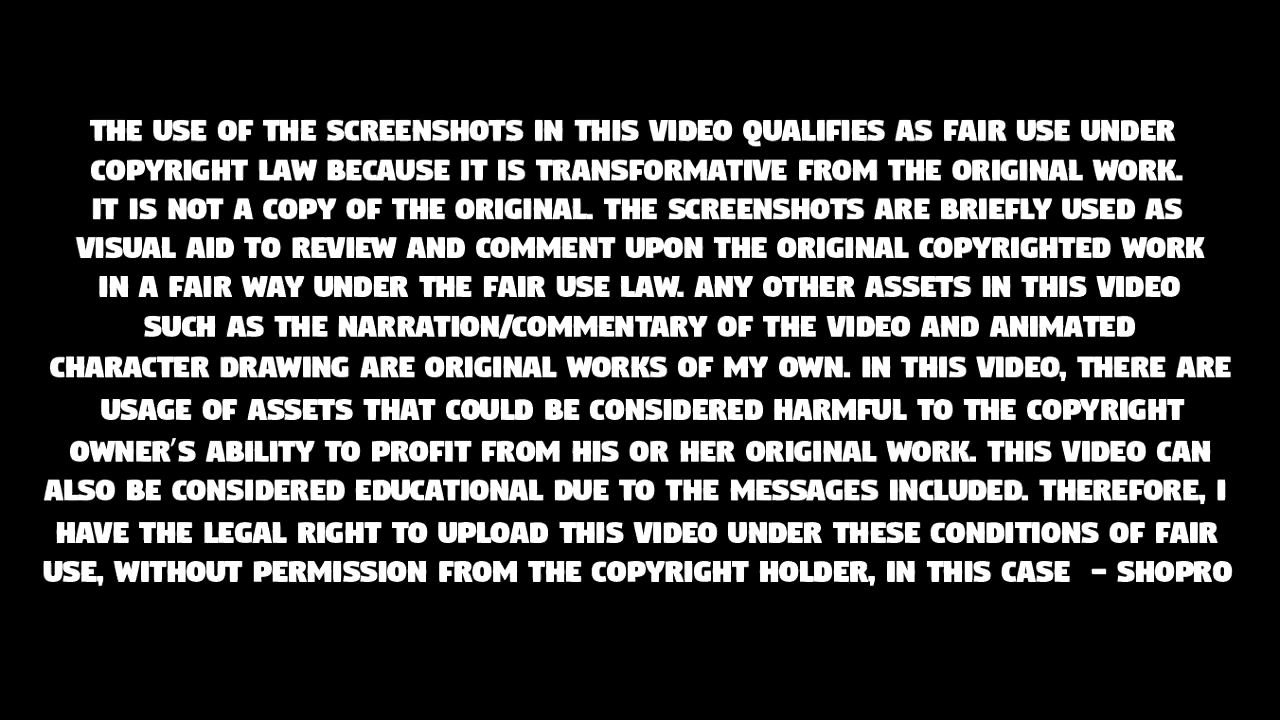 THE USE OF THE SCREENSHOTS IN THIS VIDEO QUALIFIES AS FAIR USE UNDER
COPYRIGHT LAW BECAUSE IT IS TRANSFORMATIVE FROM THE ORIGINAL WORK.
IT IS NOT A COPY OF THE ORIGINAL. THE SCREENSHOTS ARE BRIEFLY USED AS
VISUAL AID TO REVIEW AND COMMENT UPON THE ORIGINAL COPYRIGHTED WORK
IN A FAIR WAY UNDER THE FAIR USE LAW. ANY OTHER ASSETS IN THIS VIDEO
SUCH AS THE NARRATION/COMMENTARY OF THE VIDEO AND ANIMATED
CHARACTER DRAWING ARE ORIGINAL WORKS OF MY OWN. IN THIS VIDEO, THERE ARE
USAGE OF ASSETS THAT COULD BE CONSIDERED HARMFUL TO THE COPYRIGHT
OWNER'S ABILITY TO PROFIT FROM HIS OR HER ORIGINAL WORK. THIS VIDEO CAN
ALSO BE CONSIDERED EDUCATIONAL DUE TO THE MESSAGES INCLUDED. THEREFORE, I
HAVE THE LEGAL RIGHT TO UPLOAD THIS VIDEO UNDER THESE CONDITIONS OF FAIR
USE, WITHOUT PERMISSION FROM THE COPYRIGHT HOLDER, IN THIS CASE - SHOPRO